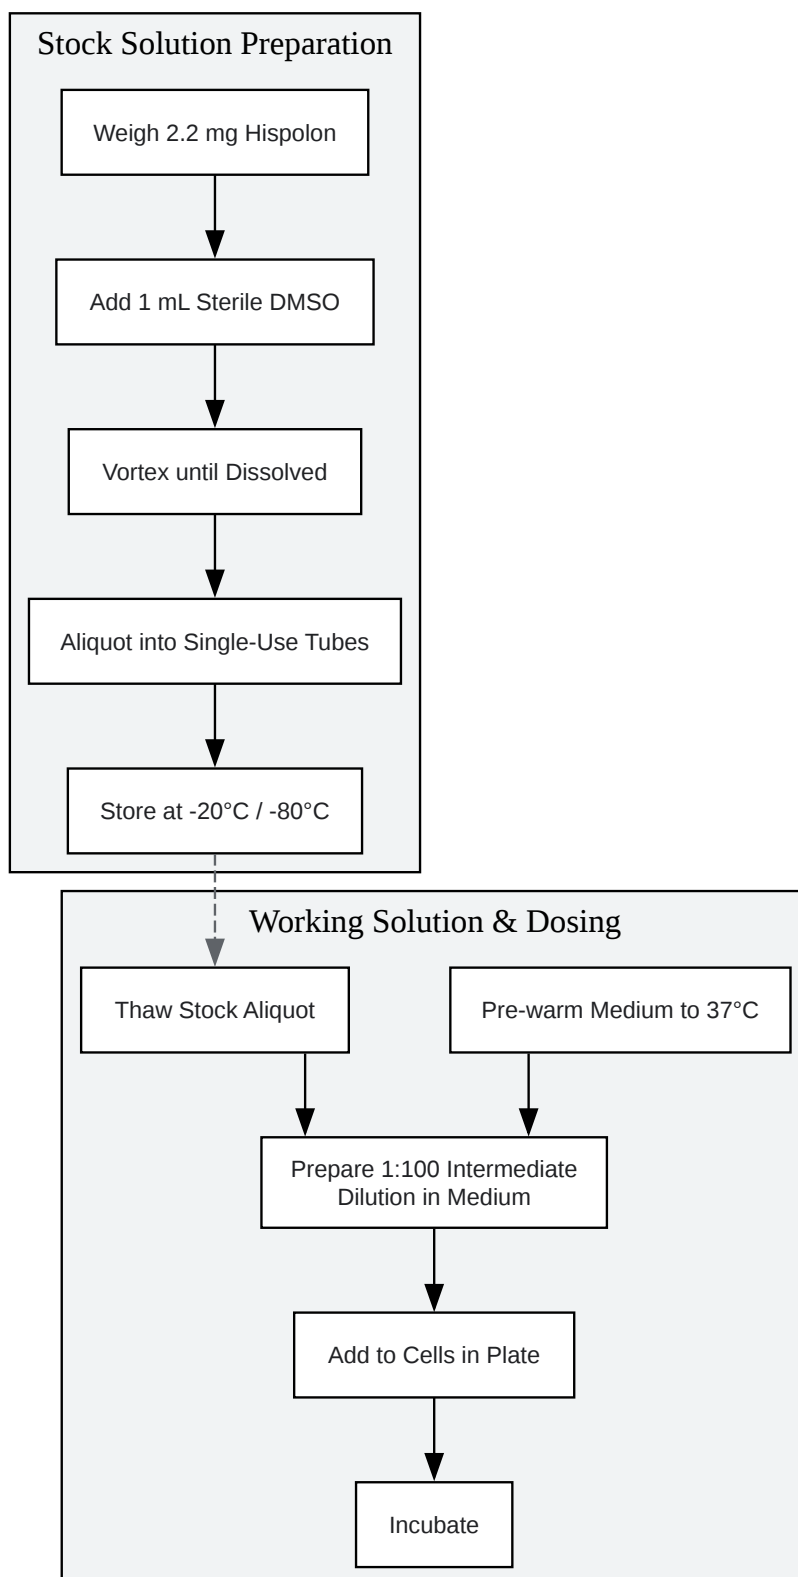 Stock Solution Preparation
Weigh 2.2 mg Hispolon
Add 1 mL Sterile DMSO
Vortex until Dissolved
Aliquot into Single-Use Tubes
Store at -20°C / -80°C
Working Solution & Dosing
Thaw Stock Aliquot
Pre-warm Medium to 37°C
Prepare 1:100 Intermediate
Dilution in Medium
Add to Cells in Plate
Incubate